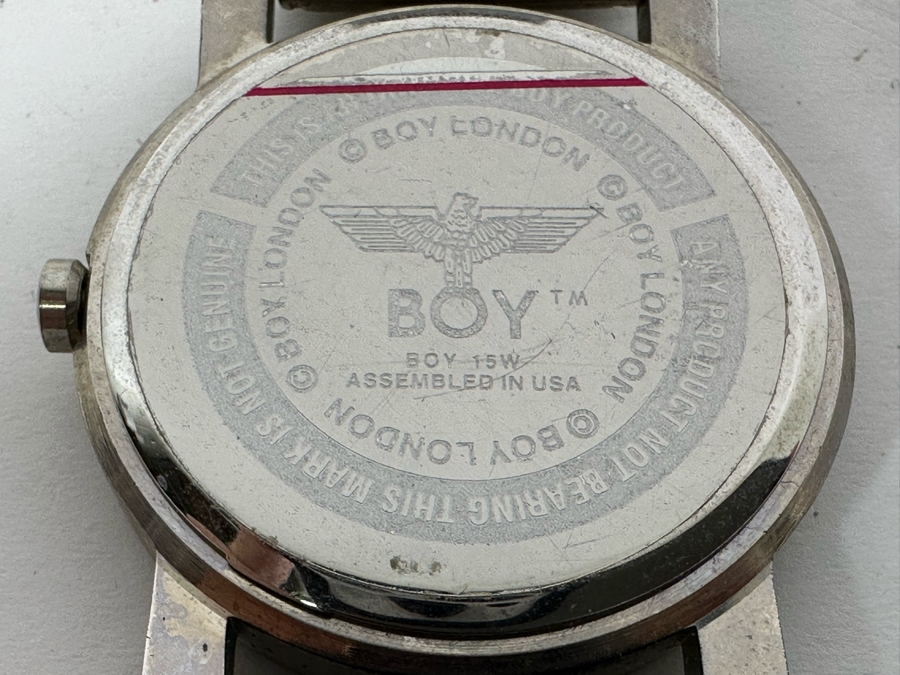 THIS IS BOY PRODUCT
ANY PRODUCT NOT BEARING THIS MARK IS NOT GENUINE
© BOY LONDON © BOY LONDON © BOY LONDON © BOY LONDON
BOY™
BOY 15W
ASSEMBLED IN USA